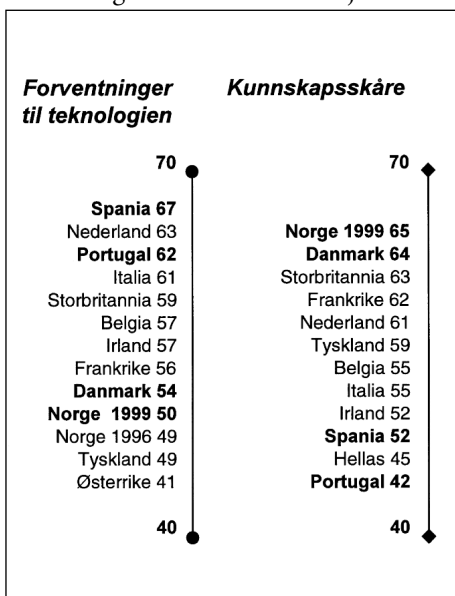 Forventninger
til teknologien
70
Spania 67
Nederland 63
Portugal 62
Italia 61
Storbritannia 59
Belgia 57
Irland 57
Frankrike 56
Danmark 54
Norge 1999 50
Norge 1996 49
Tyskland 49
Østerrike 41
40
Kunnskapsskåre
70
Norge 1999 65
Danmark 64
Storbritannia 63
Frankrike 62
Nederland 61
Tyskland 59
Belgia 55
Italia 55
Irland 52
Spania 52
Hellas 45
Portugal 42
40